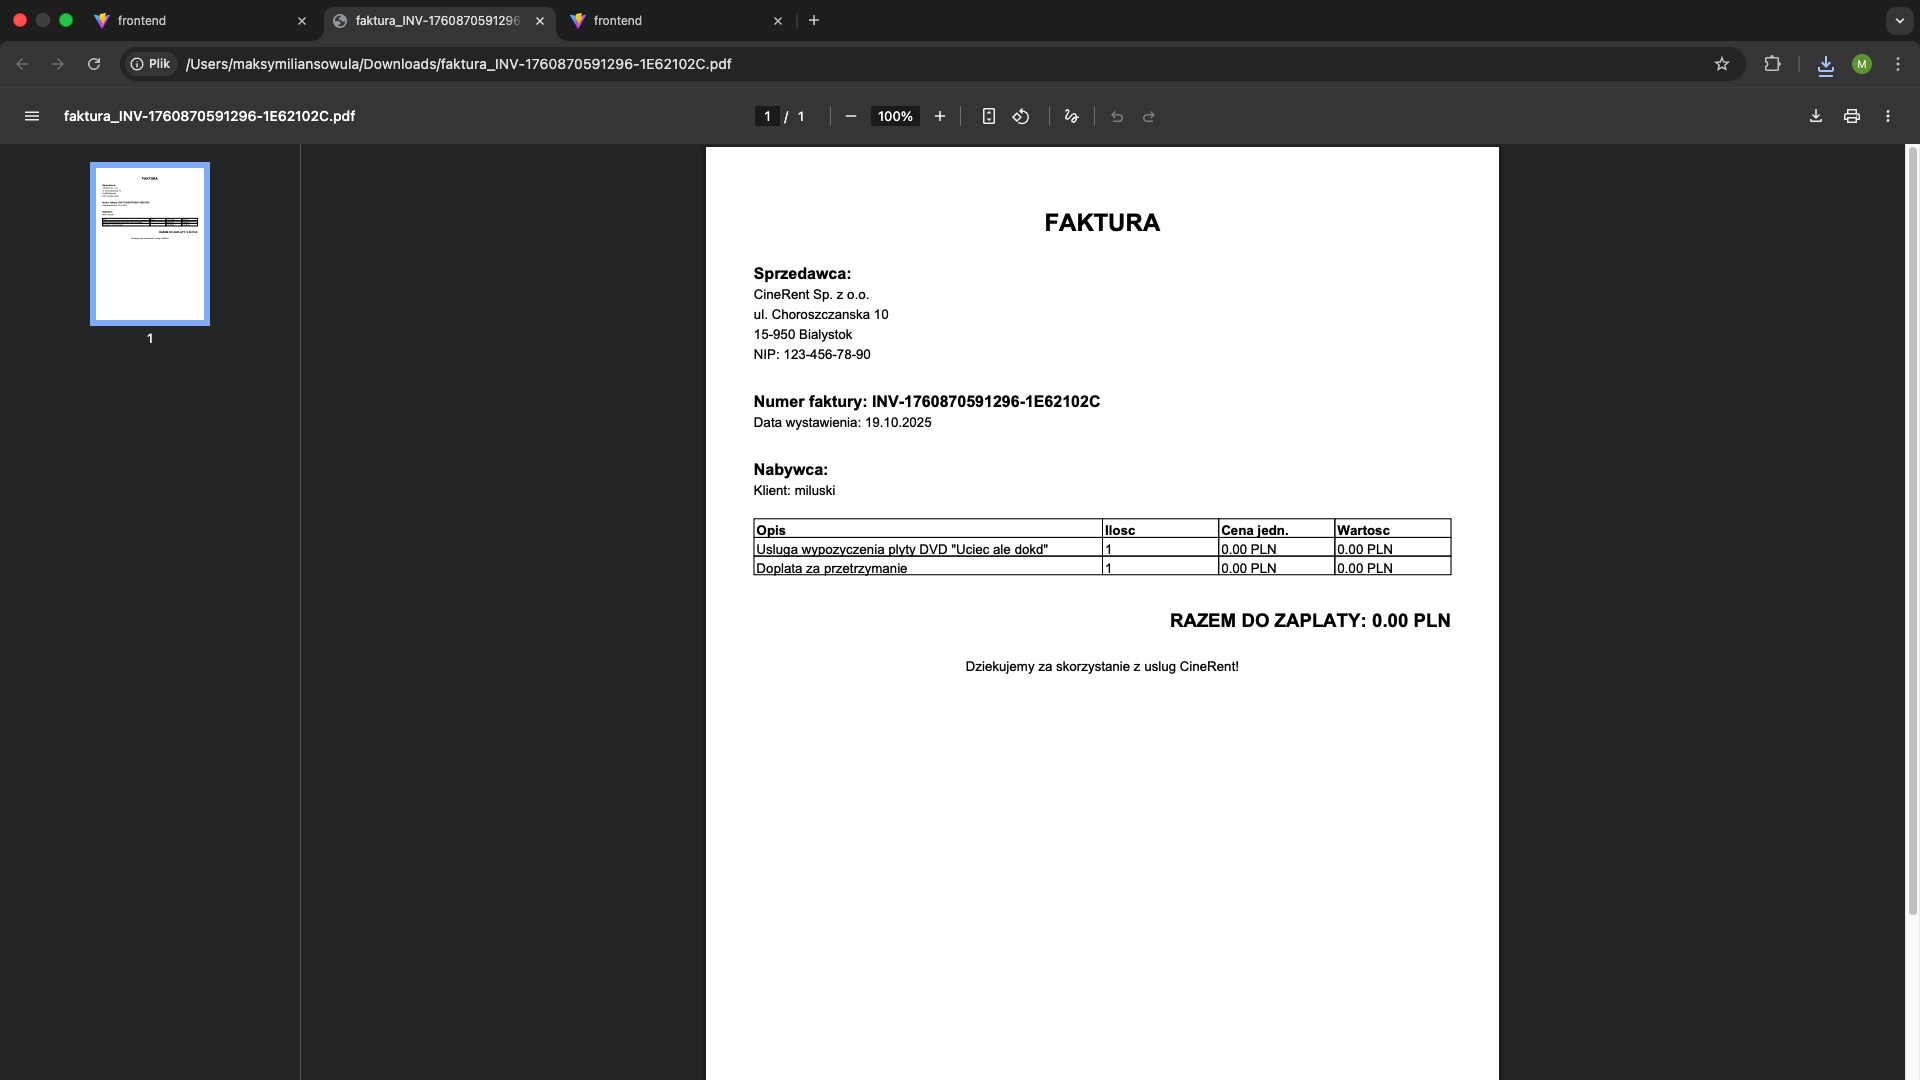 frontend
faktura_INV-1760870591296
frontend
Plik
/Users/maksymiliansowula/Downloads/faktura_INV-1760870591296-1E62102C.pdf
M
faktura_INV-1760870591296-1E62102C.pdf
1 / 1
100%
1
FAKTURA
Sprzedawca:
CineRent Sp. z o.o.
ul. Choroszczanska 10
15-950 Bialystok
NIP: 123-456-78-90
Numer faktury: INV-1760870591296-1E62102C
Data wystawienia: 19.10.2025
Nabywca:
Klient: miluski
Opis Ilosc Cena jedn. Wartosc
Usluga wypozyczenia plyty DVD "Uciec ale dokd" 1 0.00 PLN 0.00 PLN
Doplata za przetrzymanie 1 0.00 PLN 0.00 PLN
RAZEM DO ZAPLATY: 0.00 PLN
Dziekujemy za skorzystanie z uslug CineRent!